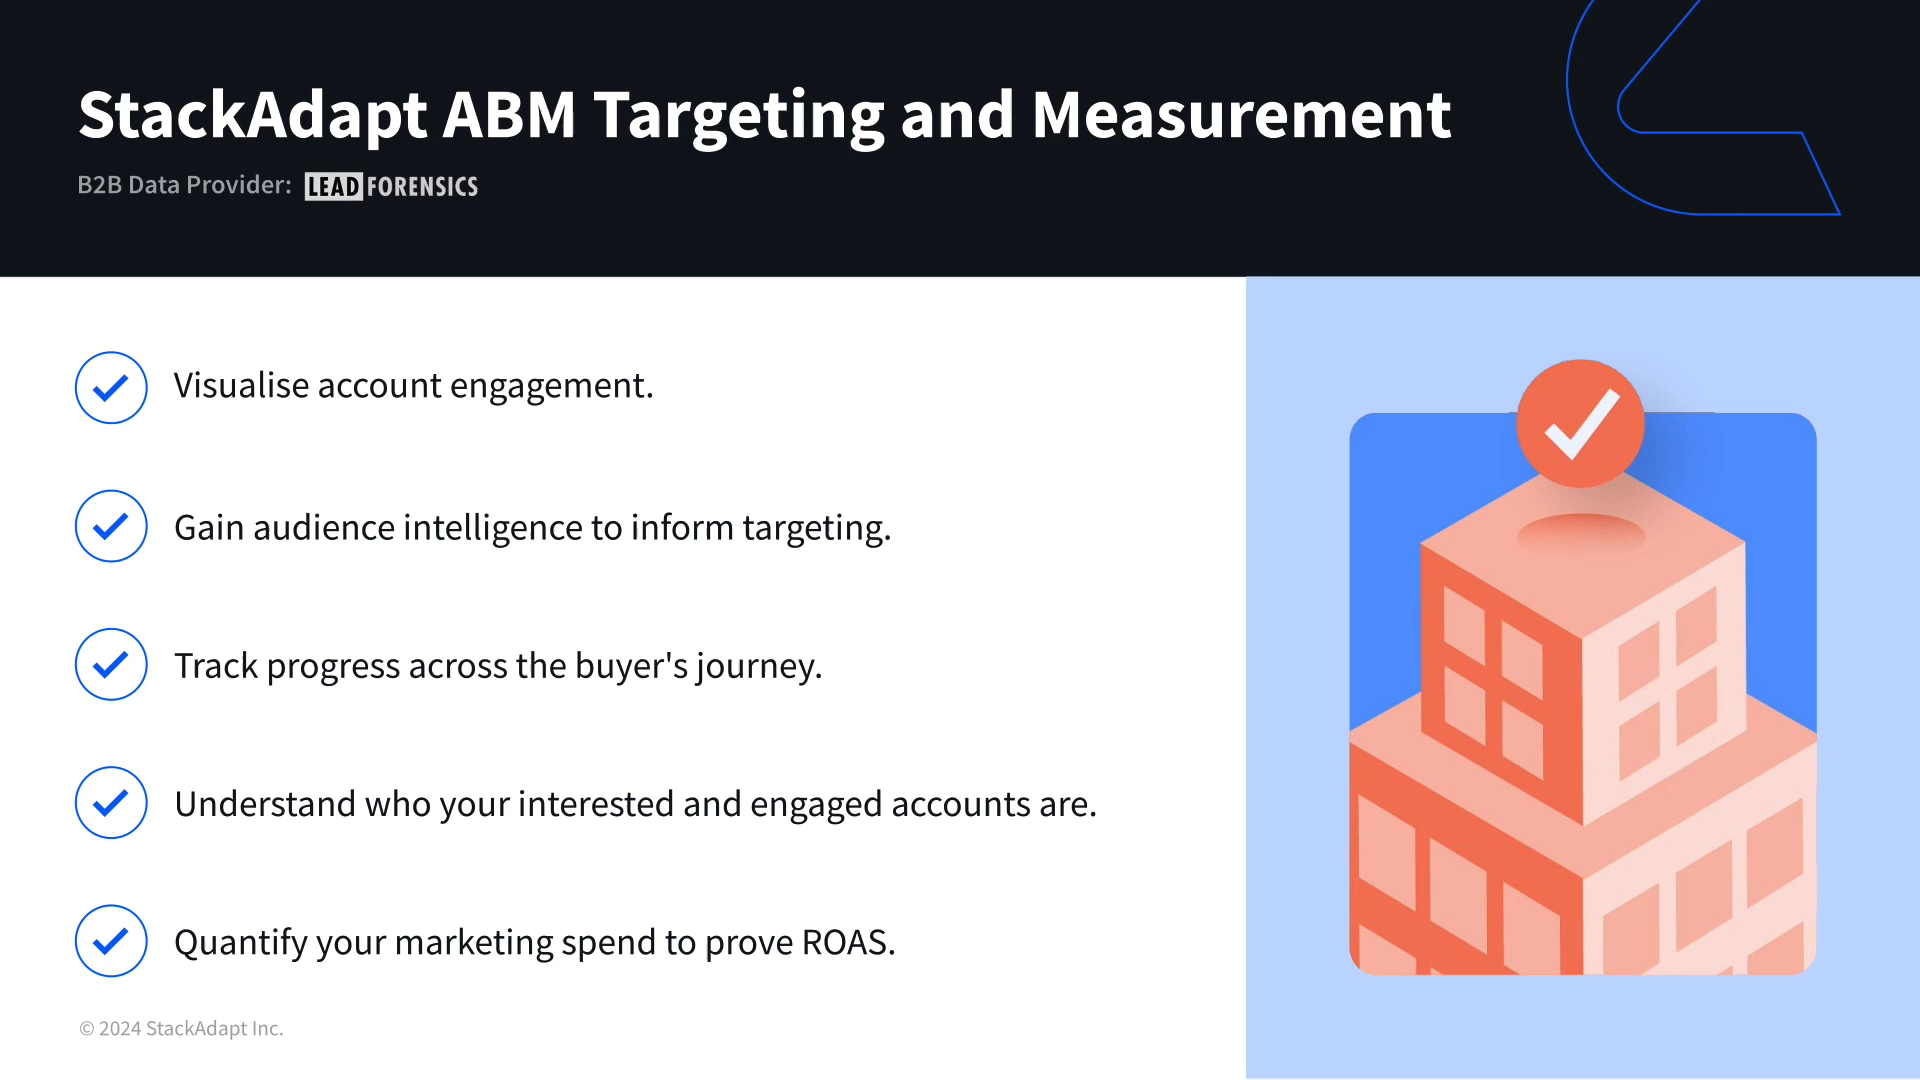 StackAdapt ABM Targeting and Measurement
B2B Data Provider: LEAD FORENSICS
Visualise account engagement.
Gain audience intelligence to inform targeting.
Track progress across the buyer's journey.
Understand who your interested and engaged accounts are.
Quantify your marketing spend to prove ROAS.
© 2024 StackAdapt Inc.